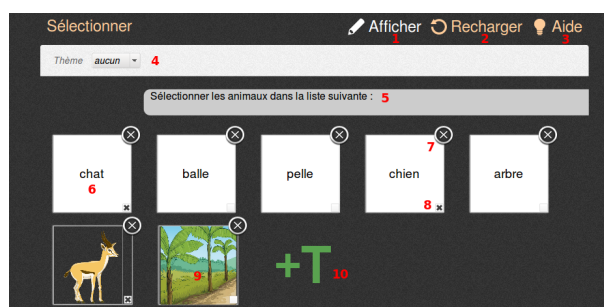 Sélectionner Afficher Recharger Aide
1 2 3
Thème aucun 4
Sélectionner les animaux dans la liste suivante : 5
7
chat balle pelle chien arbre
6
8
9 +T 10